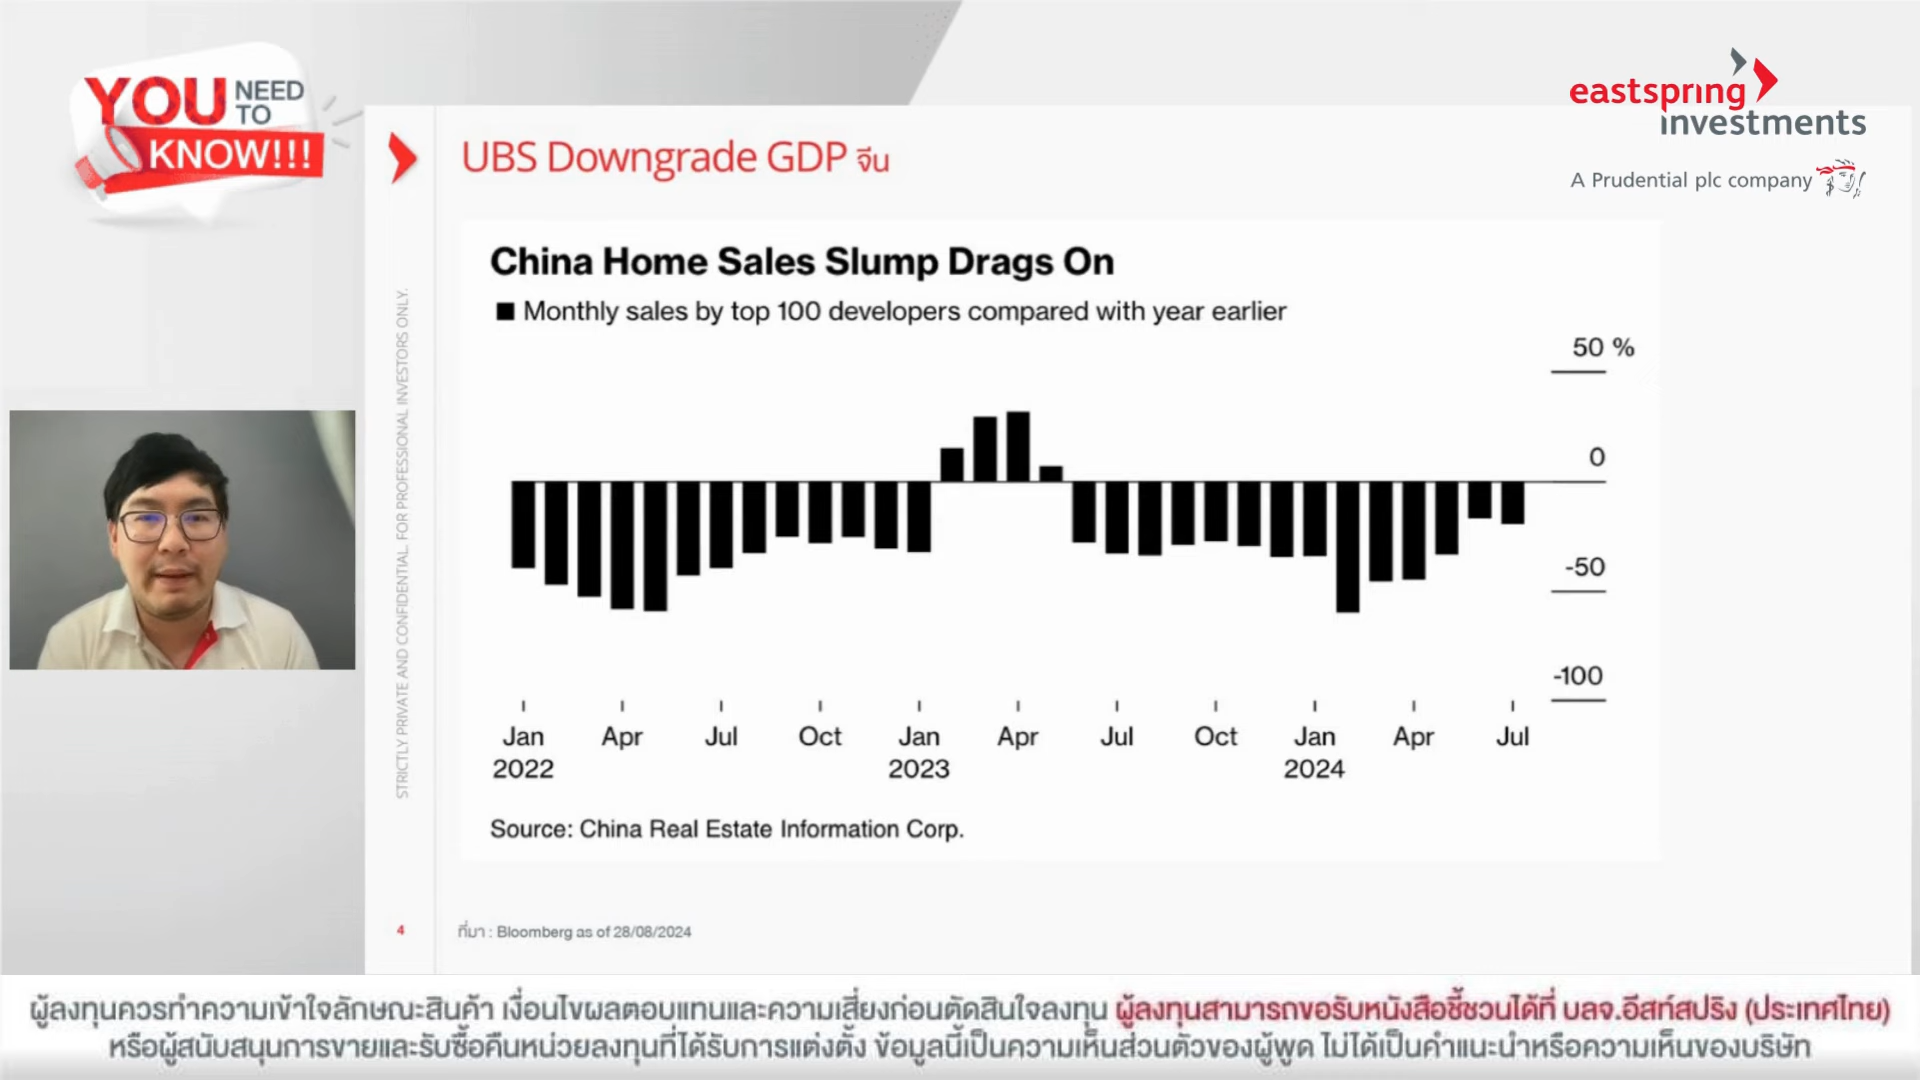 YOU NEED
TO
KNOW!!!
eastspring
investments
A Prudential plc company
UBS Downgrade GDP จีน
STRICTLY PRIVATE AND CONFIDENTIAL. FOR PROFESSIONAL INVESTORS ONLY.
China Home Sales Slump Drags On
Monthly sales by top 100 developers compared with year earlier
50 %
0
-50
-100
Jan Apr Jul Oct Jan Apr Jul Oct Jan Apr Jul
2022 2023 2024
Source: China Real Estate Information Corp.
4
ที่มา : Bloomberg as of 28/08/2024
ผู้ลงทุนควรทำความเข้าใจลักษณะสินค้า เงื่อนไขผลตอบแทนและความเสี่ยงก่อนตัดสินใจลงทุน ผู้ลงทุนสามารถขอรับหนังสือชี้ชวนได้ที่ บลจ.อีสท์สปริง (ประเทศไทย)
หรือผู้สนับสนุนการขายและรับซื้อคืนหน่วยลงทุนที่ได้รับการแต่งตั้ง ข้อมูลนี้เป็นความเห็นส่วนตัวของผู้พูด ไม่ได้เป็นคำแนะนำหรือความเห็นของบริษัท